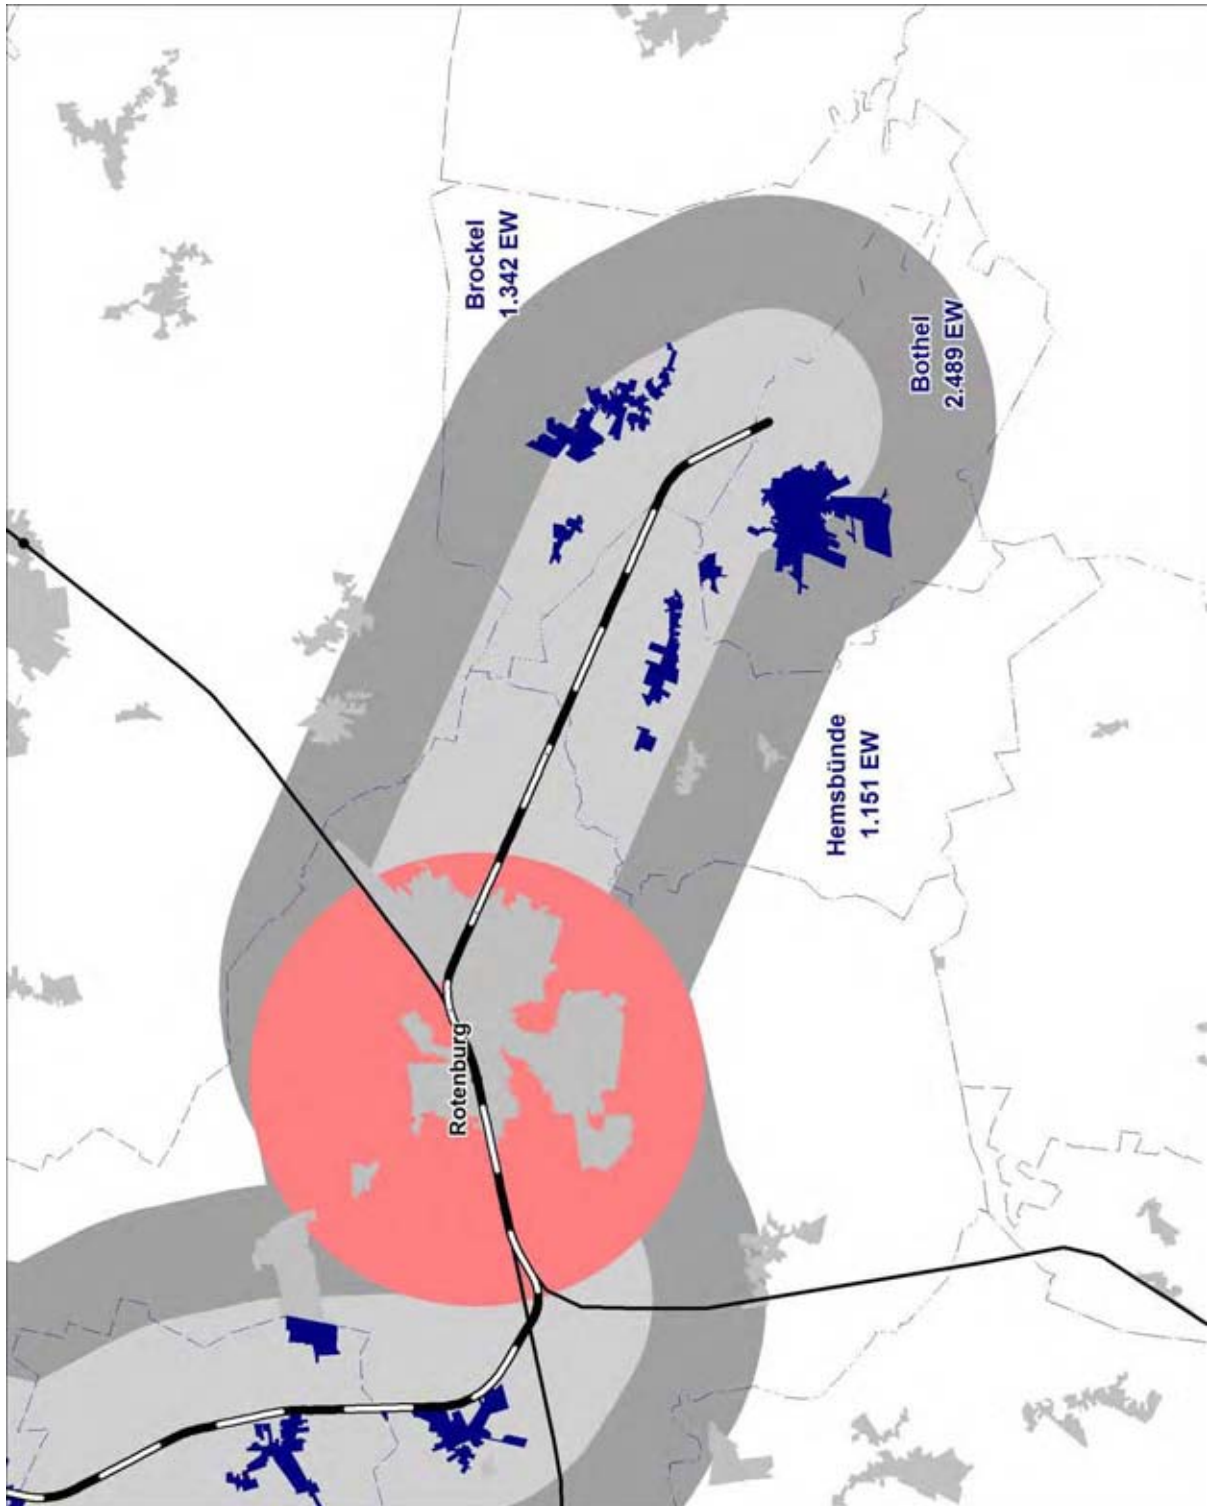 Brockel
1.342 EW
Bothel
2.489 EW
Hemsbünde
1.151 EW
Rotenburg